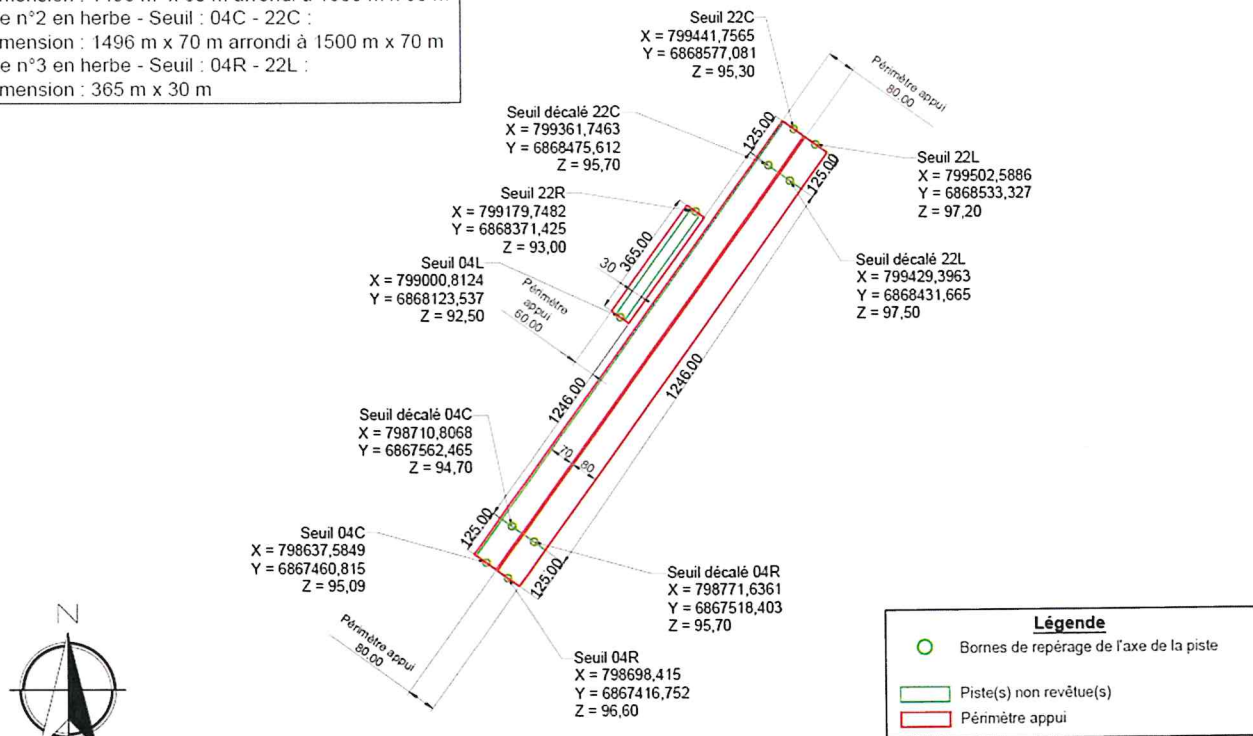 e n°2 en herbe - Seuil : 04C - 22C :
mension : 1496 m x 70 m arrondi à 1500 m x 70 m
e n°3 en herbe - Seuil : 04R - 22L :
mension : 365 m x 30 m
Seuil 22C
X = 799441,7565
Y = 6868577,081
Z = 95,30
Périmètre appui
80.00
Seuil décalé 22C
X = 799361,7463
Y = 6868475,612
Z = 95,70
125.00
125.00
Seuil 22L
X = 799502,5886
Y = 6868533,327
Z = 97,20
Seuil 22R
X = 799179,7482
Y = 6868371,425
Z = 93,00
365.00
30
Seuil décalé 22L
X = 799429,3963
Y = 6868431,665
Z = 97,50
Seuil 04L
X = 799000,8124
Y = 6868123,537
Z = 92,50
Périmètre
appui
60.00
1246.00
1246.00
Seuil décalé 04C
X = 798710,8068
Y = 6867562,465
Z = 94,70
70
80
125.00
125.00
Seuil 04C
X = 798637,5849
Y = 6867460,815
Z = 95,09
Seuil décalé 04R
X = 798771,6361
Y = 6867518,403
Z = 95,70
Périmètre appui
80.00
Seuil 04R
X = 798698,415
Y = 6867416,752
Z = 96,60
N
Légende
Bornes de repérage de l'axe de la piste
Piste(s) non revêtue(s)
Périmètre appui